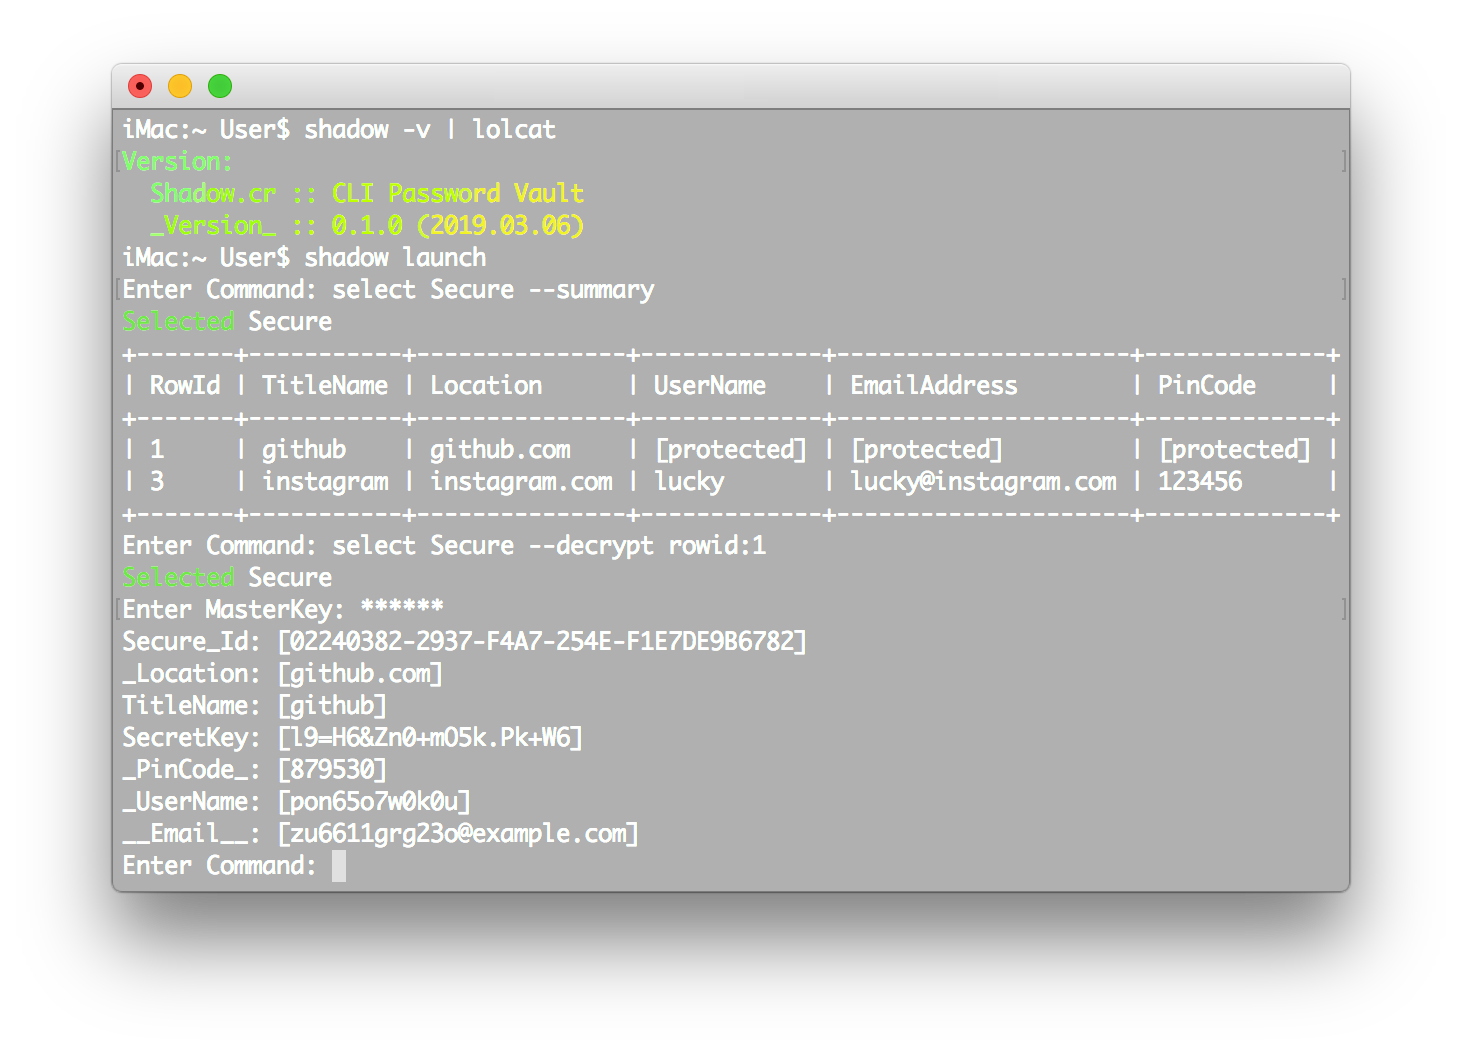 iMac:~ User$ shadow -v | lolcat
[Version: ]
  Shadow.cr :: CLI Password Vault
  _Version_ :: 0.1.0 (2019.03.06)
iMac:~ User$ shadow launch
[Enter Command: select Secure --summary ]
Selected Secure
+-------+-----------+---------------+-------------+---------------------+-------------+
| RowId | TitleName | Location      | UserName    | EmailAddress        | PinCode     |
+-------+-----------+---------------+-------------+---------------------+-------------+
| 1     | github    | github.com    | [protected] | [protected]         | [protected] |
| 3     | instagram | instagram.com | lucky       | lucky@instagram.com | 123456      |
+-------+-----------+---------------+-------------+---------------------+-------------+
Enter Command: select Secure --decrypt rowid:1
Selected Secure
[Enter MasterKey: ****** ]
Secure_Id: [02240382-2937-F4A7-254E-F1E7DE9B6782]
_Location: [github.com]
TitleName: [github]
SecretKey: [l9=H6&Zn0+mO5k.Pk+W6]
_PinCode_: [879530]
_UserName: [pon65o7w0k0u]
__Email__: [zu6611grg23o@example.com]
Enter Command: